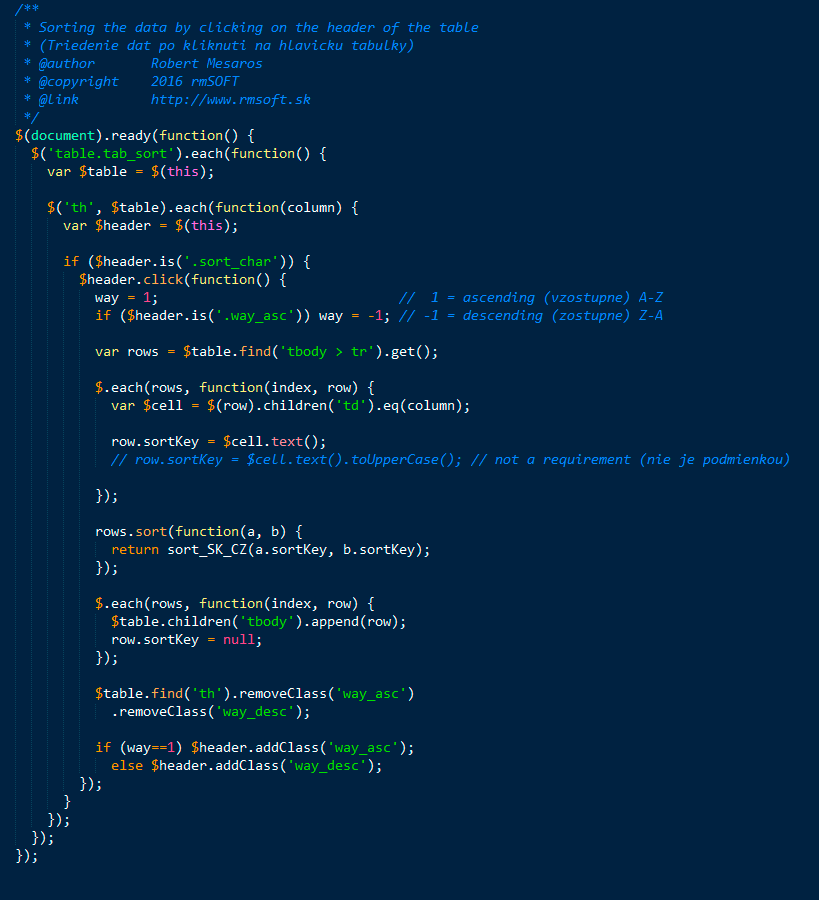 /**
 * Sorting the data by clicking on the header of the table
 * (Triedenie dat po kliknuti na hlavicku tabulky)
 * @author       Robert Mesaros
 * @copyright    2016 rmSOFT
 * @link         http://www.rmsoft.sk
 */
$(document).ready(function() {
  $('table.tab_sort').each(function() {
    var $table = $(this);

    $('th', $table).each(function(column) {
      var $header = $(this);

      if ($header.is('.sort_char')) {
        $header.click(function() {
          way = 1;                              //  1 = ascending (vzostupne) A-Z
          if ($header.is('.way_asc')) way = -1; // -1 = descending (zostupne) Z-A

          var rows = $table.find('tbody > tr').get();

          $.each(rows, function(index, row) {
            var $cell = $(row).children('td').eq(column);

            row.sortKey = $cell.text();
            // row.sortKey = $cell.text().toUpperCase(); // not a requirement (nie je podmienkou)

          });

          rows.sort(function(a, b) {
            return sort_SK_CZ(a.sortKey, b.sortKey);
          });

          $.each(rows, function(index, row) {
            $table.children('tbody').append(row);
            row.sortKey = null;
          });

          $table.find('th').removeClass('way_asc')
            .removeClass('way_desc');

          if (way==1) $header.addClass('way_asc');
            else $header.addClass('way_desc');
        });
      }
    });
  });
});